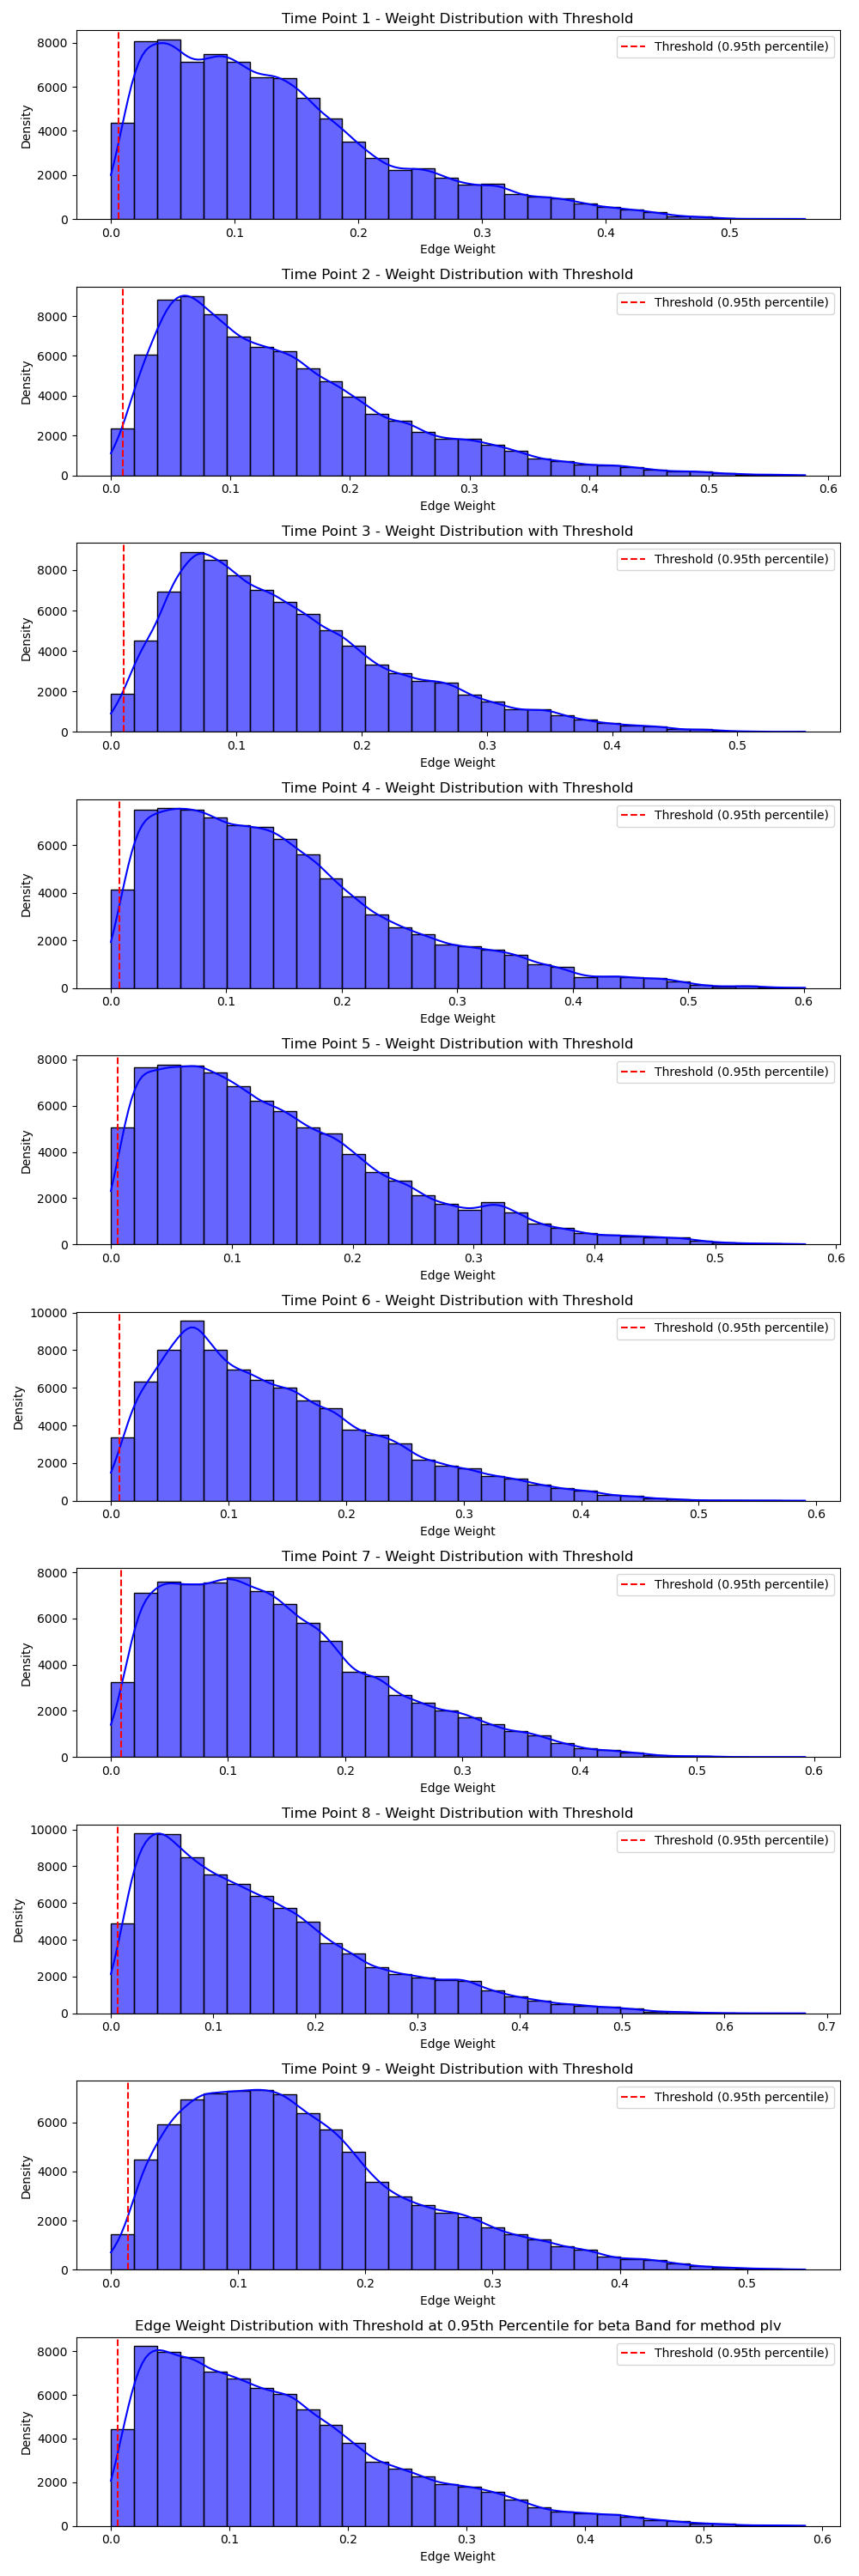 Time Point 1 - Weight Distribution with Threshold
Threshold (0.95th percentile)
Density
8000
6000
4000
2000
0
0.0 0.1 0.2 0.3 0.4 0.5
Edge Weight
Time Point 2 - Weight Distribution with Threshold
Threshold (0.95th percentile)
Density
8000
6000
4000
2000
0
0.0 0.1 0.2 0.3 0.4 0.5 0.6
Edge Weight
Time Point 3 - Weight Distribution with Threshold
Threshold (0.95th percentile)
Density
8000
6000
4000
2000
0
0.0 0.1 0.2 0.3 0.4 0.5
Edge Weight
Time Point 4 - Weight Distribution with Threshold
Threshold (0.95th percentile)
Density
6000
4000
2000
0
0.0 0.1 0.2 0.3 0.4 0.5 0.6
Edge Weight
Time Point 5 - Weight Distribution with Threshold
Threshold (0.95th percentile)
Density
8000
6000
4000
2000
0
0.0 0.1 0.2 0.3 0.4 0.5 0.6
Edge Weight
Time Point 6 - Weight Distribution with Threshold
Threshold (0.95th percentile)
Density
10000
8000
6000
4000
2000
0
0.0 0.1 0.2 0.3 0.4 0.5 0.6
Edge Weight
Time Point 7 - Weight Distribution with Threshold
Threshold (0.95th percentile)
Density
8000
6000
4000
2000
0
0.0 0.1 0.2 0.3 0.4 0.5 0.6
Edge Weight
Time Point 8 - Weight Distribution with Threshold
Threshold (0.95th percentile)
Density
10000
8000
6000
4000
2000
0
0.0 0.1 0.2 0.3 0.4 0.5 0.6 0.7
Edge Weight
Time Point 9 - Weight Distribution with Threshold
Threshold (0.95th percentile)
Density
6000
4000
2000
0
0.0 0.1 0.2 0.3 0.4 0.5
Edge Weight
Edge Weight Distribution with Threshold at 0.95th Percentile for beta Band for method plv
Threshold (0.95th percentile)
Density
8000
6000
4000
2000
0
0.0 0.1 0.2 0.3 0.4 0.5 0.6
Edge Weight